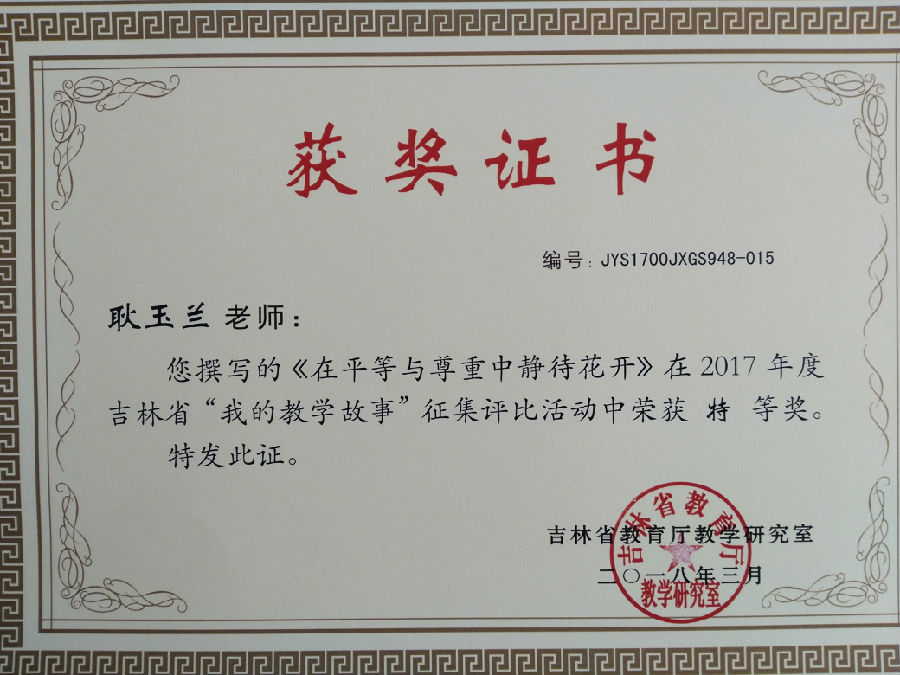 获奖证书
编号：JYS1700JXGS948-015
耿玉兰 老师：
您撰写的《在平等与尊重中静待花开》在2017年度
吉林省“我的教学故事”征集评比活动中荣获 特 等奖。
特发此证。
吉林省教育厅教学研究室
二〇一八年三月
吉林省教育厅
教学研究室